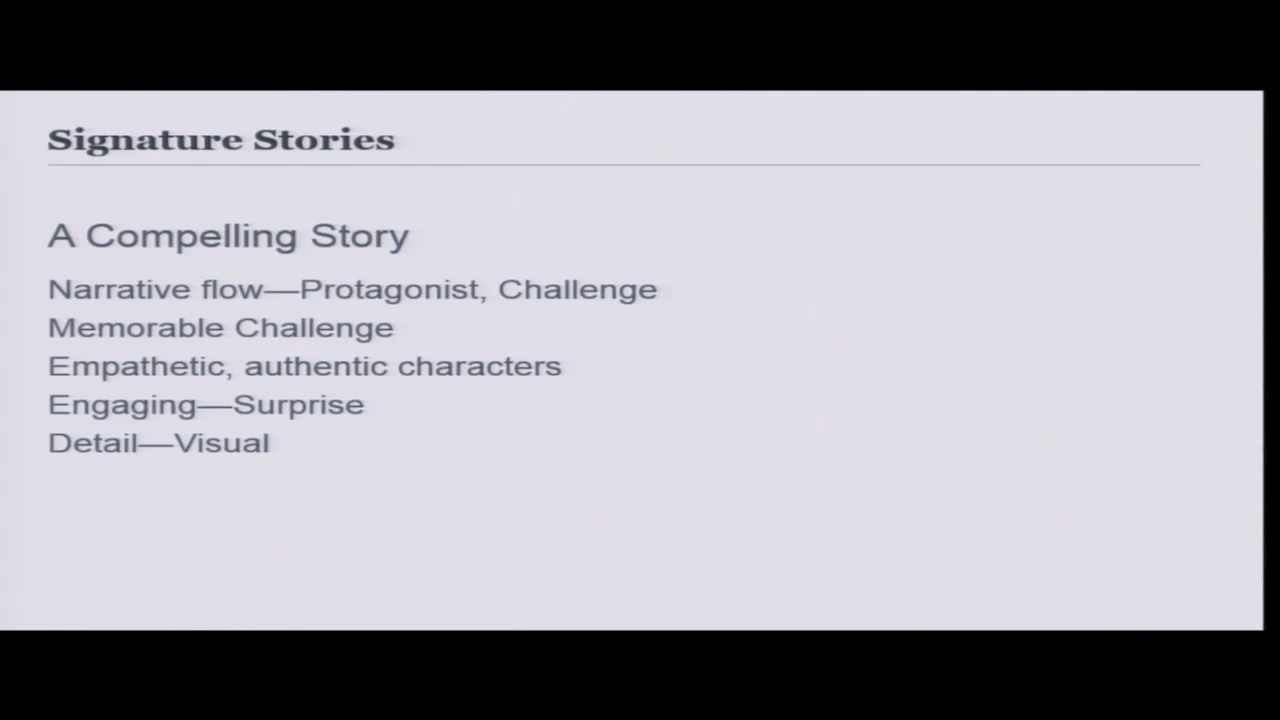 Signature Stories
A Compelling Story
Narrative flow—Protagonist, Challenge
Memorable Challenge
Empathetic, authentic characters
Engaging—Surprise
Detail—Visual